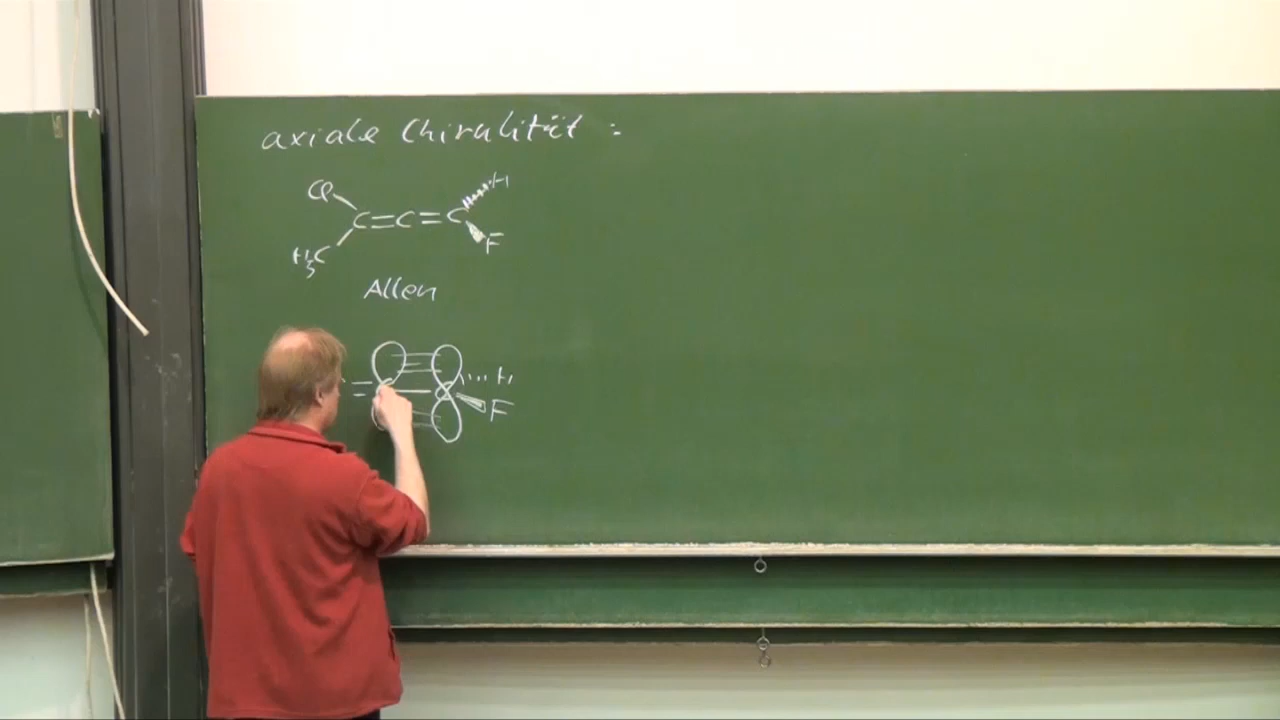 axiale Chiralität :
Cl H
C=C=C
H₃C F
Allen
H
= C
F